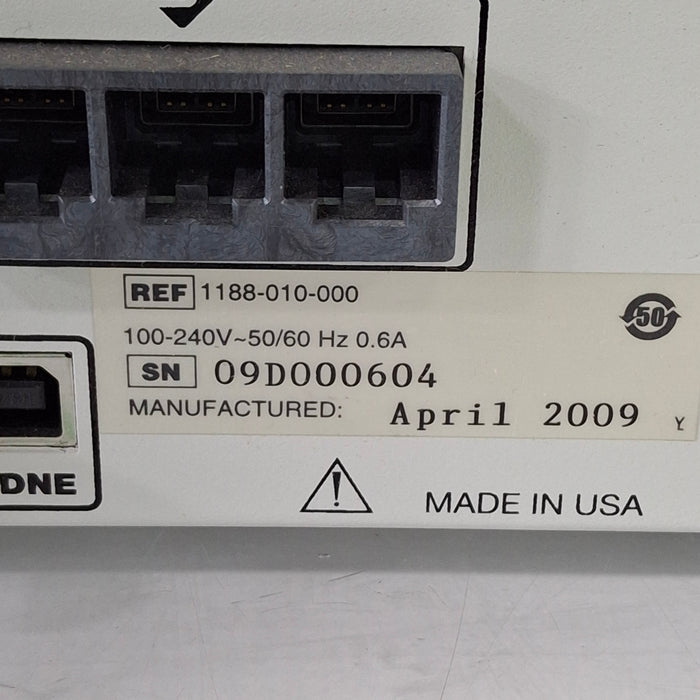 REF 1188-010-000
50
100-240V~50/60 Hz 0.6A
SN 09D000604
MANUFACTURED: April 2009 Y
DNE
MADE IN USA